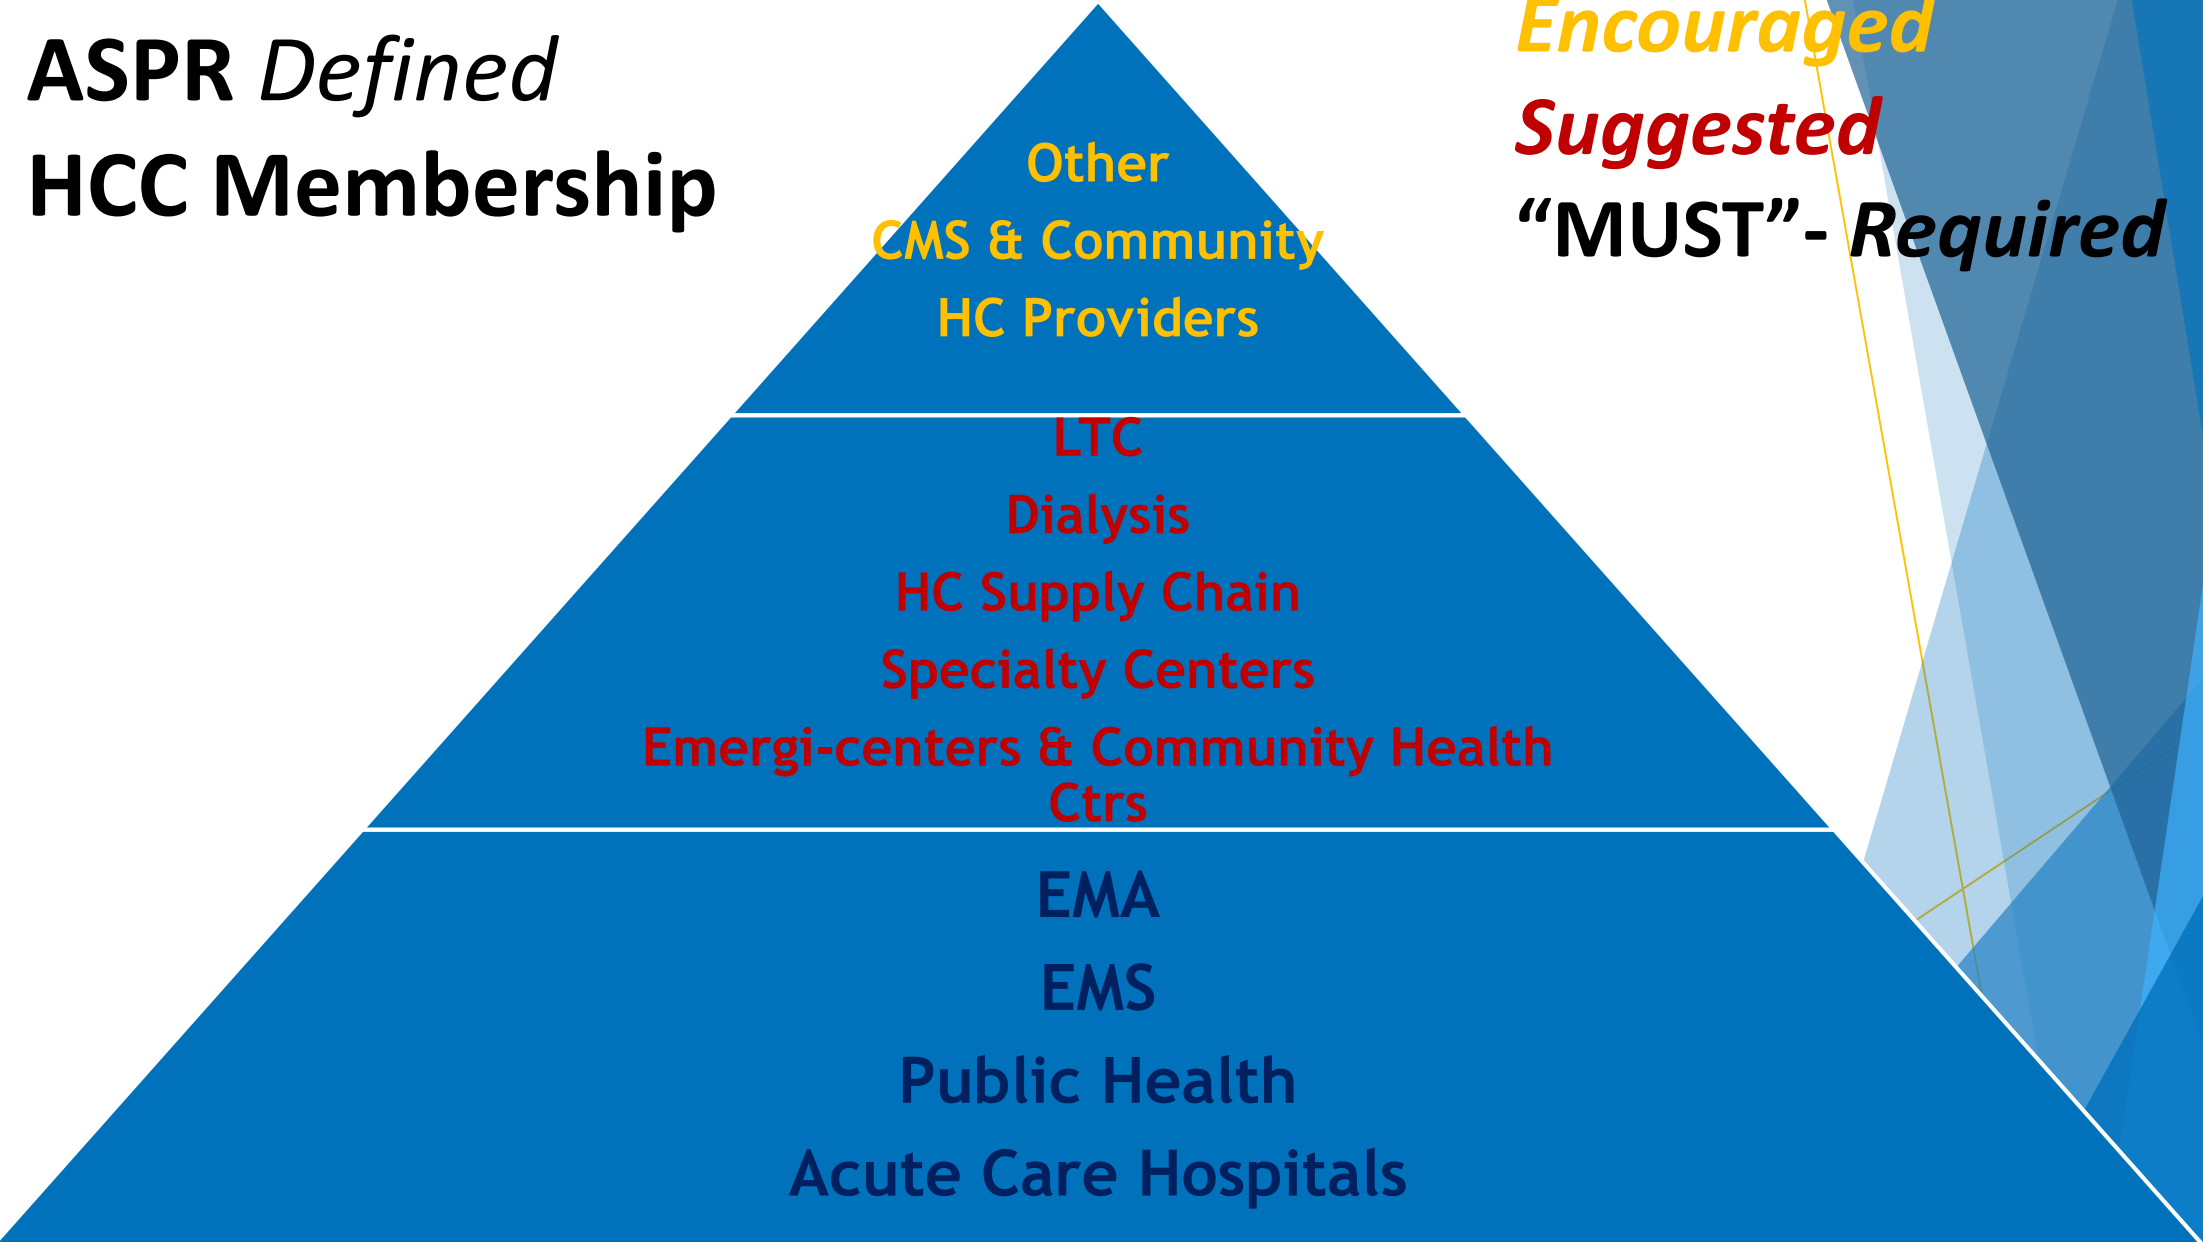 ASPR Defined
HCC Membership
Encouraged
Suggested
“MUST”- Required
Other
CMS & Community
HC Providers
LTC
Dialysis
HC Supply Chain
Specialty Centers
Emergi-centers & Community Health
Ctrs
EMA
EMS
Public Health
Acute Care Hospitals